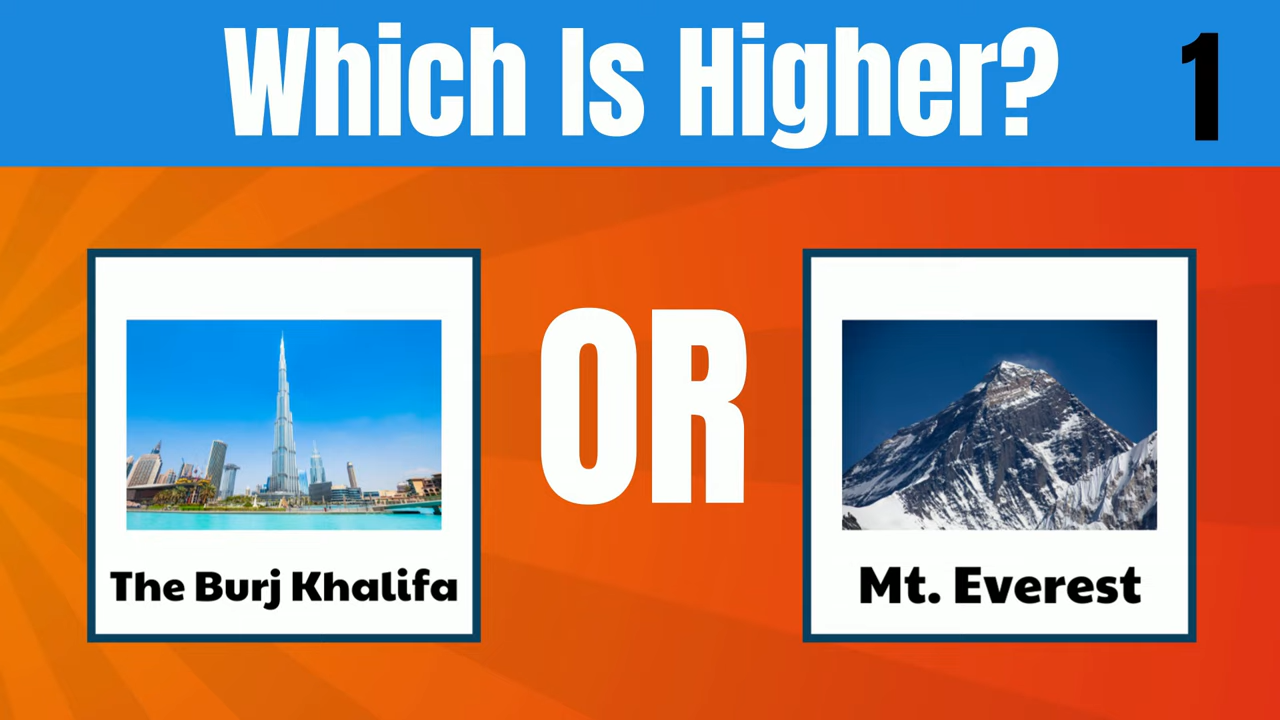 Which Is Higher?
1
OR
The Burj Khalifa
Mt. Everest